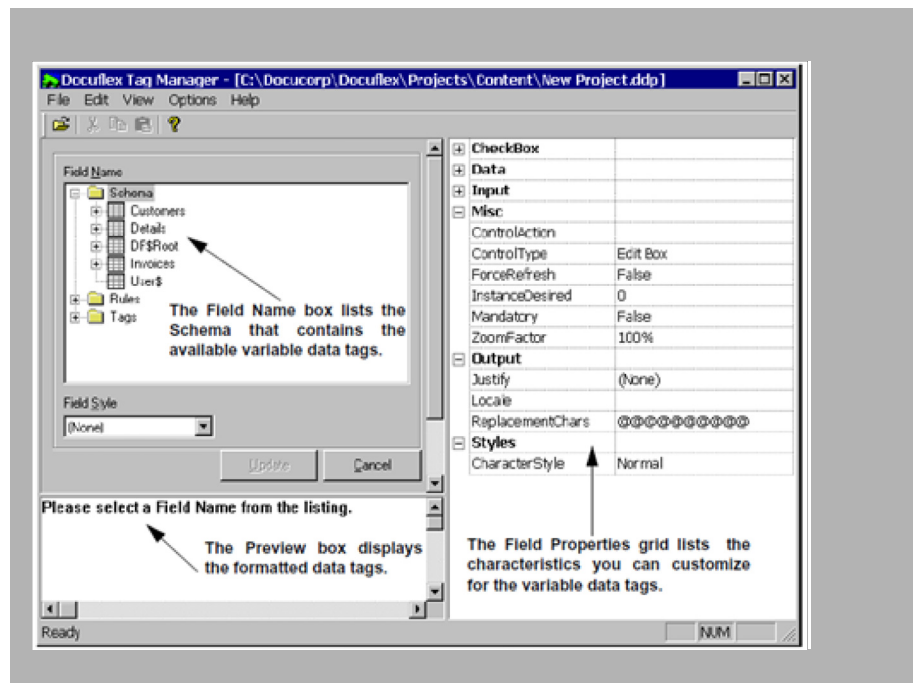 Docuflex Tag Manager - [C:\Docucorp\Docuflex\Projects\Content\New Project.ddp]
File Edit View Options Help
Field Name
Schema
Customers
Details
DF$Root
Invoices
User$
Rules
Tags
The Field Name box lists the
Schema that contains the
available variable data tags.
Field Style
(None)
Update Cancel
Please select a Field Name from the listing.
The Preview box displays
the formatted data tags.
Ready
CheckBox
Data
Input
Misc
ControlAction
ControlType Edit Box
ForceRefresh False
InstanceDesired 0
Mandatory False
ZoomFactor 100%
Output
Justify (None)
Locale
ReplacementChars @@@@@@@@@@
Styles
CharacterStyle Normal
The Field Properties grid lists the
characteristics you can customize
for the variable data tags.
NUM